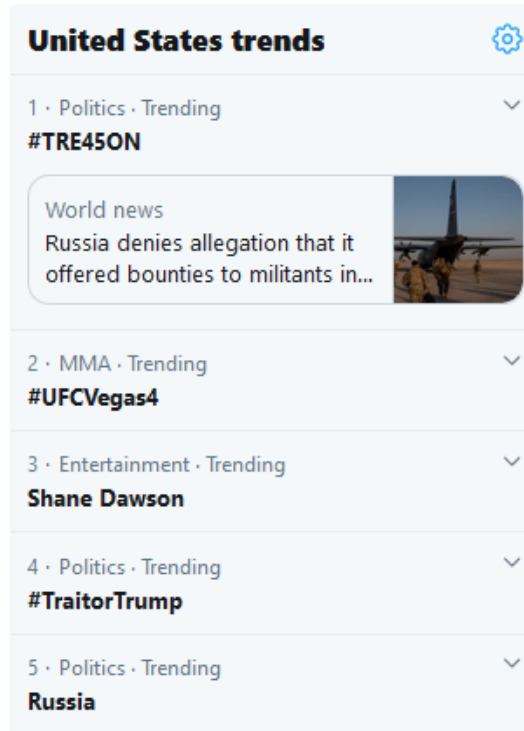 United States trends
1 · Politics · Trending
#TRE45ON
World news
Russia denies allegation that it
offered bounties to militants in...
2 · MMA · Trending
#UFCVegas4
3 · Entertainment · Trending
Shane Dawson
4 · Politics · Trending
#TraitorTrump
5 · Politics · Trending
Russia